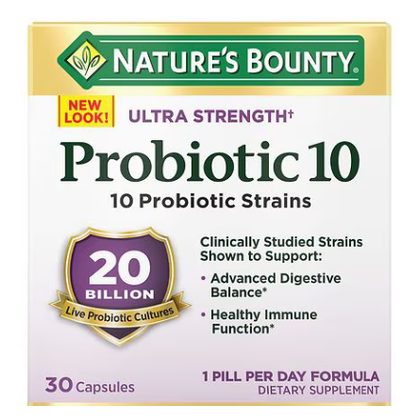 NATURE'S BOUNTY®
NEW
LOOK!
ULTRA STRENGTH†
Probiotic 10
10 Probiotic Strains
20
BILLION
Live Probiotic Cultures
Clinically Studied Strains
Shown to Support:
• Advanced Digestive
Balance*
• Healthy Immune
Function*
30 Capsules
1 PILL PER DAY FORMULA
DIETARY SUPPLEMENT